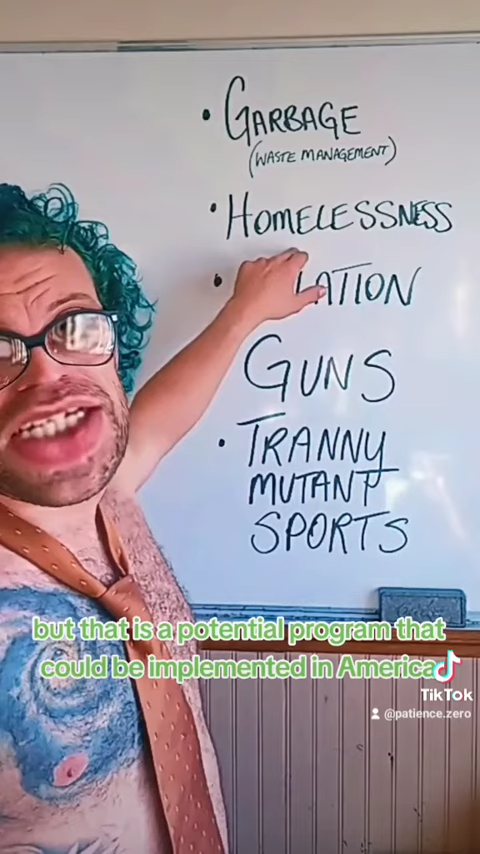 • GARBAGE
(WASTE MANAGEMENT)
• HOMELESSNESS
• LATION
GUNS
• TRANNY
MUTANT
SPORTS
but that is a potential program that
could be implemented in America
TikTok
@patience.zero